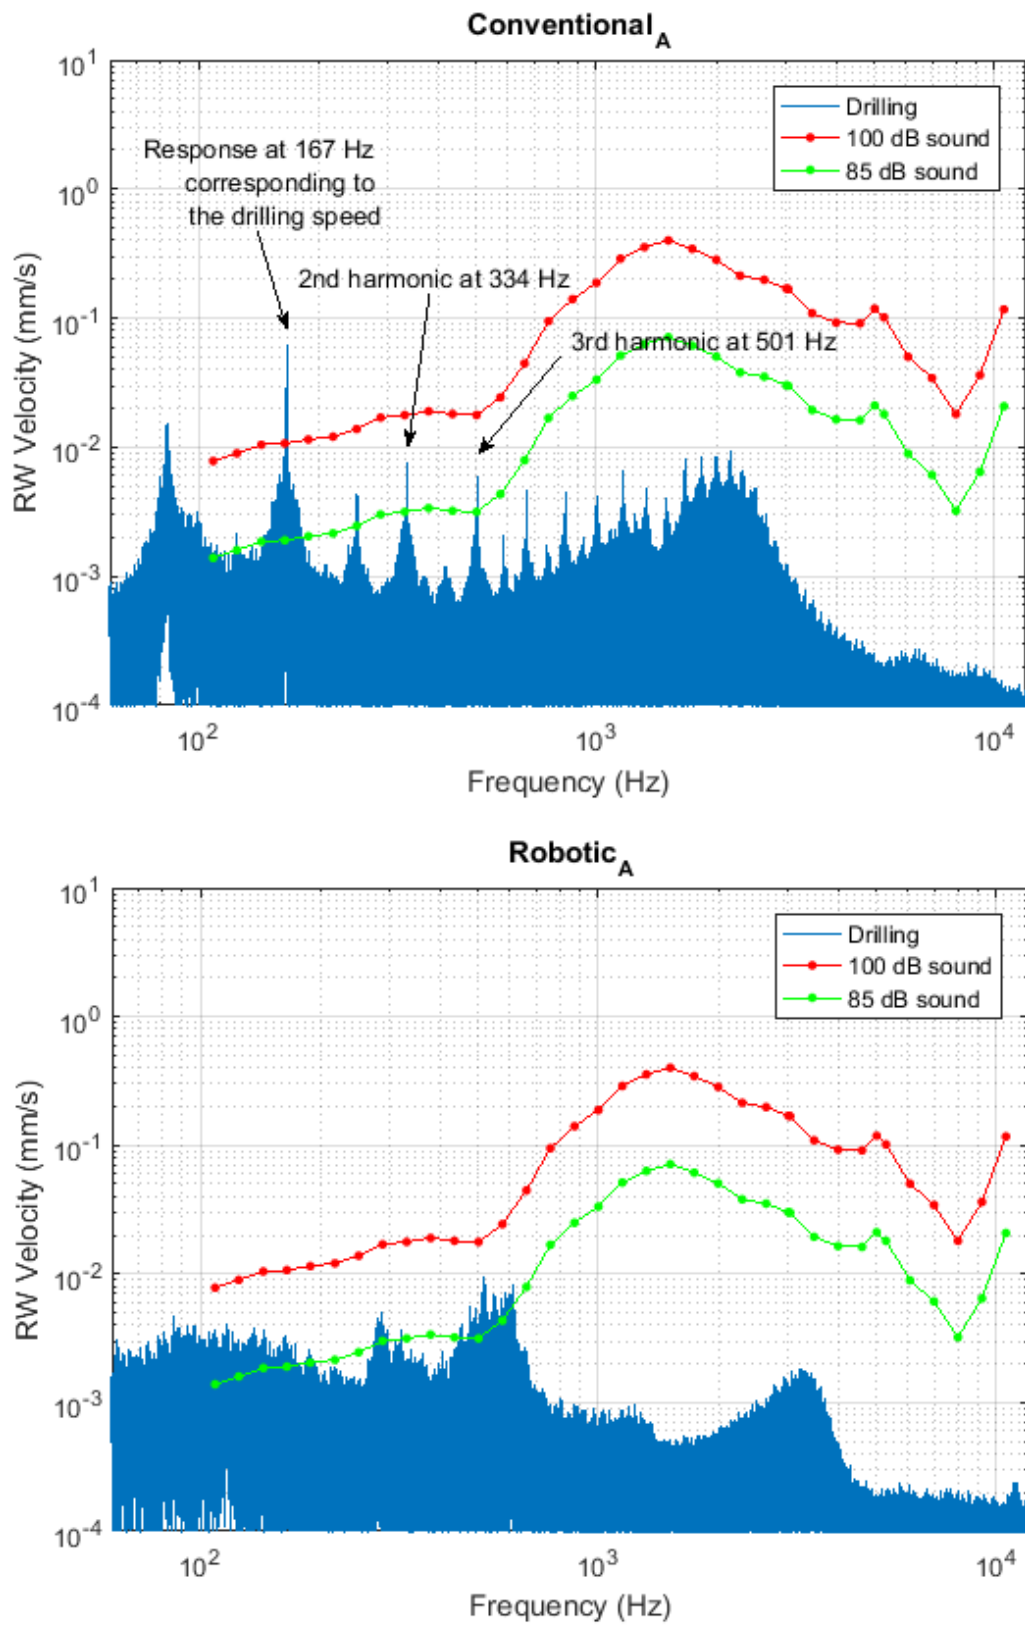 Conventional_A
10^1
10^0
10^-1
10^-2
10^-3
10^-4
RW Velocity (mm/s)
Drilling
100 dB sound
85 dB sound
Response at 167 Hz
corresponding to
the drilling speed
2nd harmonic at 334 Hz
3rd harmonic at 501 Hz
10^2
10^3
10^4
Frequency (Hz)
Robotic_A
10^1
10^0
10^-1
10^-2
10^-3
10^-4
RW Velocity (mm/s)
Drilling
100 dB sound
85 dB sound
10^2
10^3
10^4
Frequency (Hz)